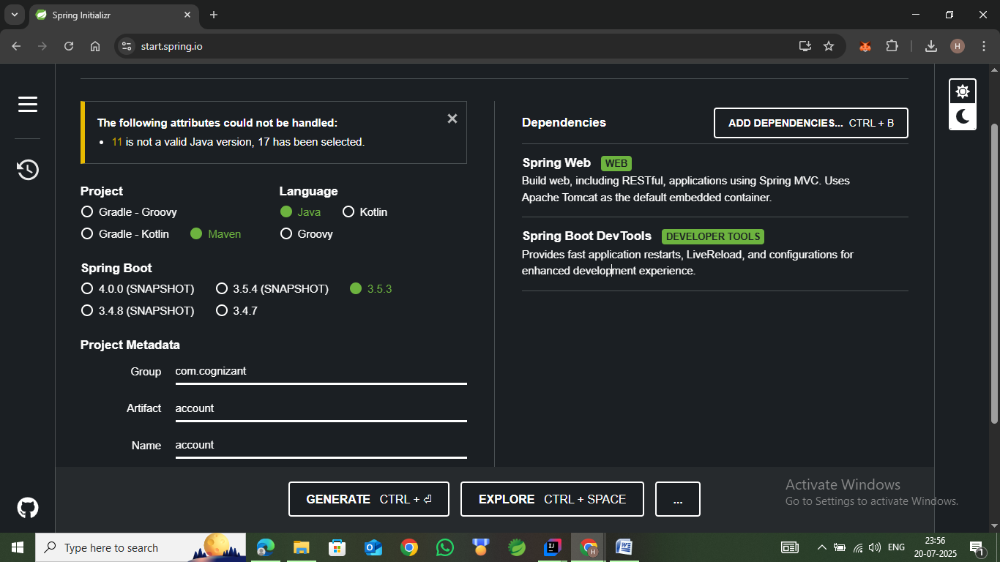 Spring Initializr
start.spring.io
H
The following attributes could not be handled:
11 is not a valid Java version, 17 has been selected.
Project
Gradle - Groovy
Gradle - Kotlin
Maven
Language
Java
Kotlin
Groovy
Spring Boot
4.0.0 (SNAPSHOT)
3.5.4 (SNAPSHOT)
3.5.3
3.4.8 (SNAPSHOT)
3.4.7
Project Metadata
Group
com.cognizant
Artifact
account
Name
account
Dependencies
ADD DEPENDENCIES... CTRL + B
Spring Web WEB
Build web, including RESTful, applications using Spring MVC. Uses
Apache Tomcat as the default embedded container.
Spring Boot DevTools DEVELOPER TOOLS
Provides fast application restarts, LiveReload, and configurations for
enhanced development experience.
GENERATE CTRL + ⏎
EXPLORE CTRL + SPACE
...
Activate Windows
Go to Settings to activate Windows.
Type here to search
IJ
H
W
ENG
23:56
20-07-2025
1